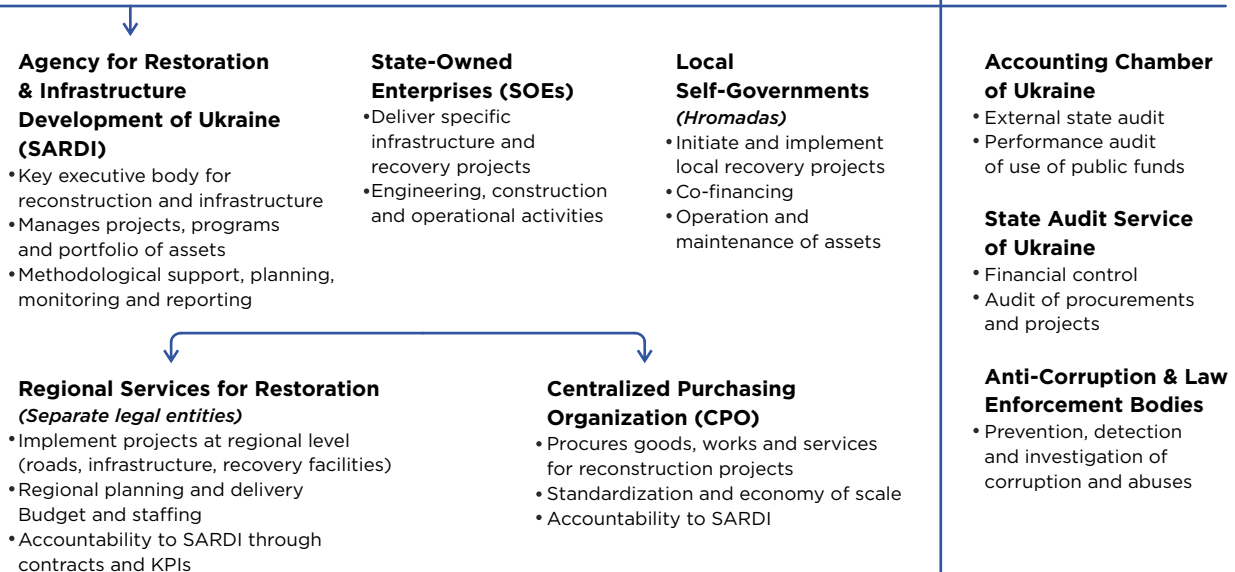 Agency for Restoration
& Infrastructure
Development of Ukraine
(SARDI)
•Key executive body for
reconstruction and infrastructure
•Manages projects, programs
and portfolio of assets
•Methodological support, planning,
monitoring and reporting
State-Owned
Enterprises (SOEs)
•Deliver specific
infrastructure and
recovery projects
•Engineering, construction
and operational activities
Local
Self-Governments
(Hromadas)
•Initiate and implement
local recovery projects
•Co-financing
•Operation and
maintenance of assets
Regional Services for Restoration
(Separate legal entities)
•Implement projects at regional level
(roads, infrastructure, recovery facilities)
•Regional planning and delivery
Budget and staffing
•Accountability to SARDI through
contracts and KPIs
Centralized Purchasing
Organization (CPO)
•Procures goods, works and services
for reconstruction projects
•Standardization and economy of scale
•Accountability to SARDI
Accounting Chamber
of Ukraine
•External state audit
•Performance audit
of use of public funds
State Audit Service
of Ukraine
•Financial control
•Audit of procurements
and projects
Anti-Corruption & Law
Enforcement Bodies
•Prevention, detection
and investigation of
corruption and abuses